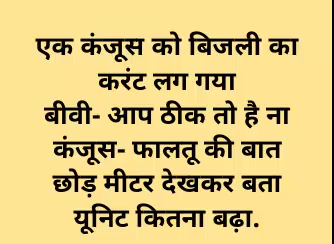 एक कंजूस को बिजली का
करंट लग गया
बीवी- आप ठीक तो है ना
कंजूस- फालतू की बात
छोड़ मीटर देखकर बता
यूनिट कितना बढ़ा.